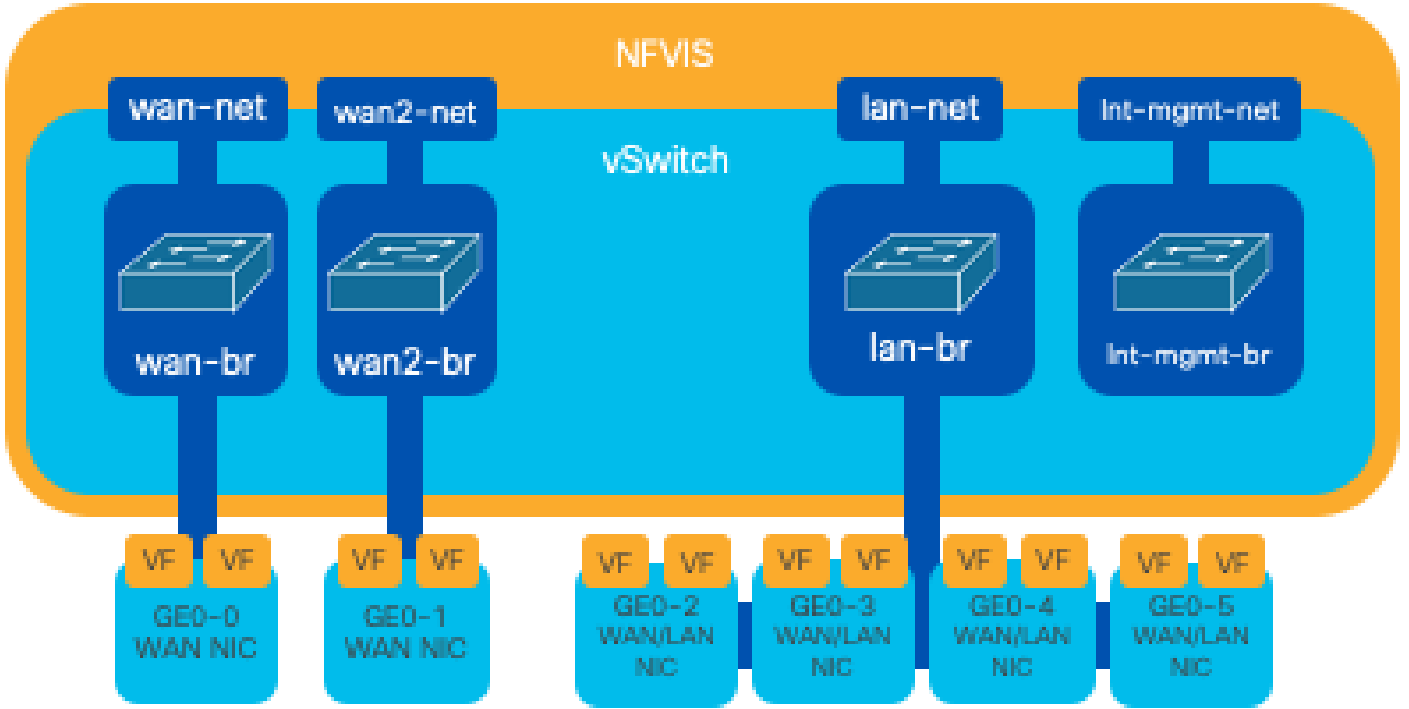 NFVIS
wan-net
wan2-net
lan-net
Int-mgmt-net
vSwitch
wan-br
wan2-br
lan-br
Int-mgmt-br
VF VF
GE0-0
WAN NIC
VF VF
GE0-1
WAN NIC
VF VF
GE0-2
WAN/LAN
NIC
VF VF
GE0-3
WAN/LAN
NIC
VF VF
GE0-4
WAN/LAN
NIC
VF VF
GE0-5
WAN/LAN
NIC